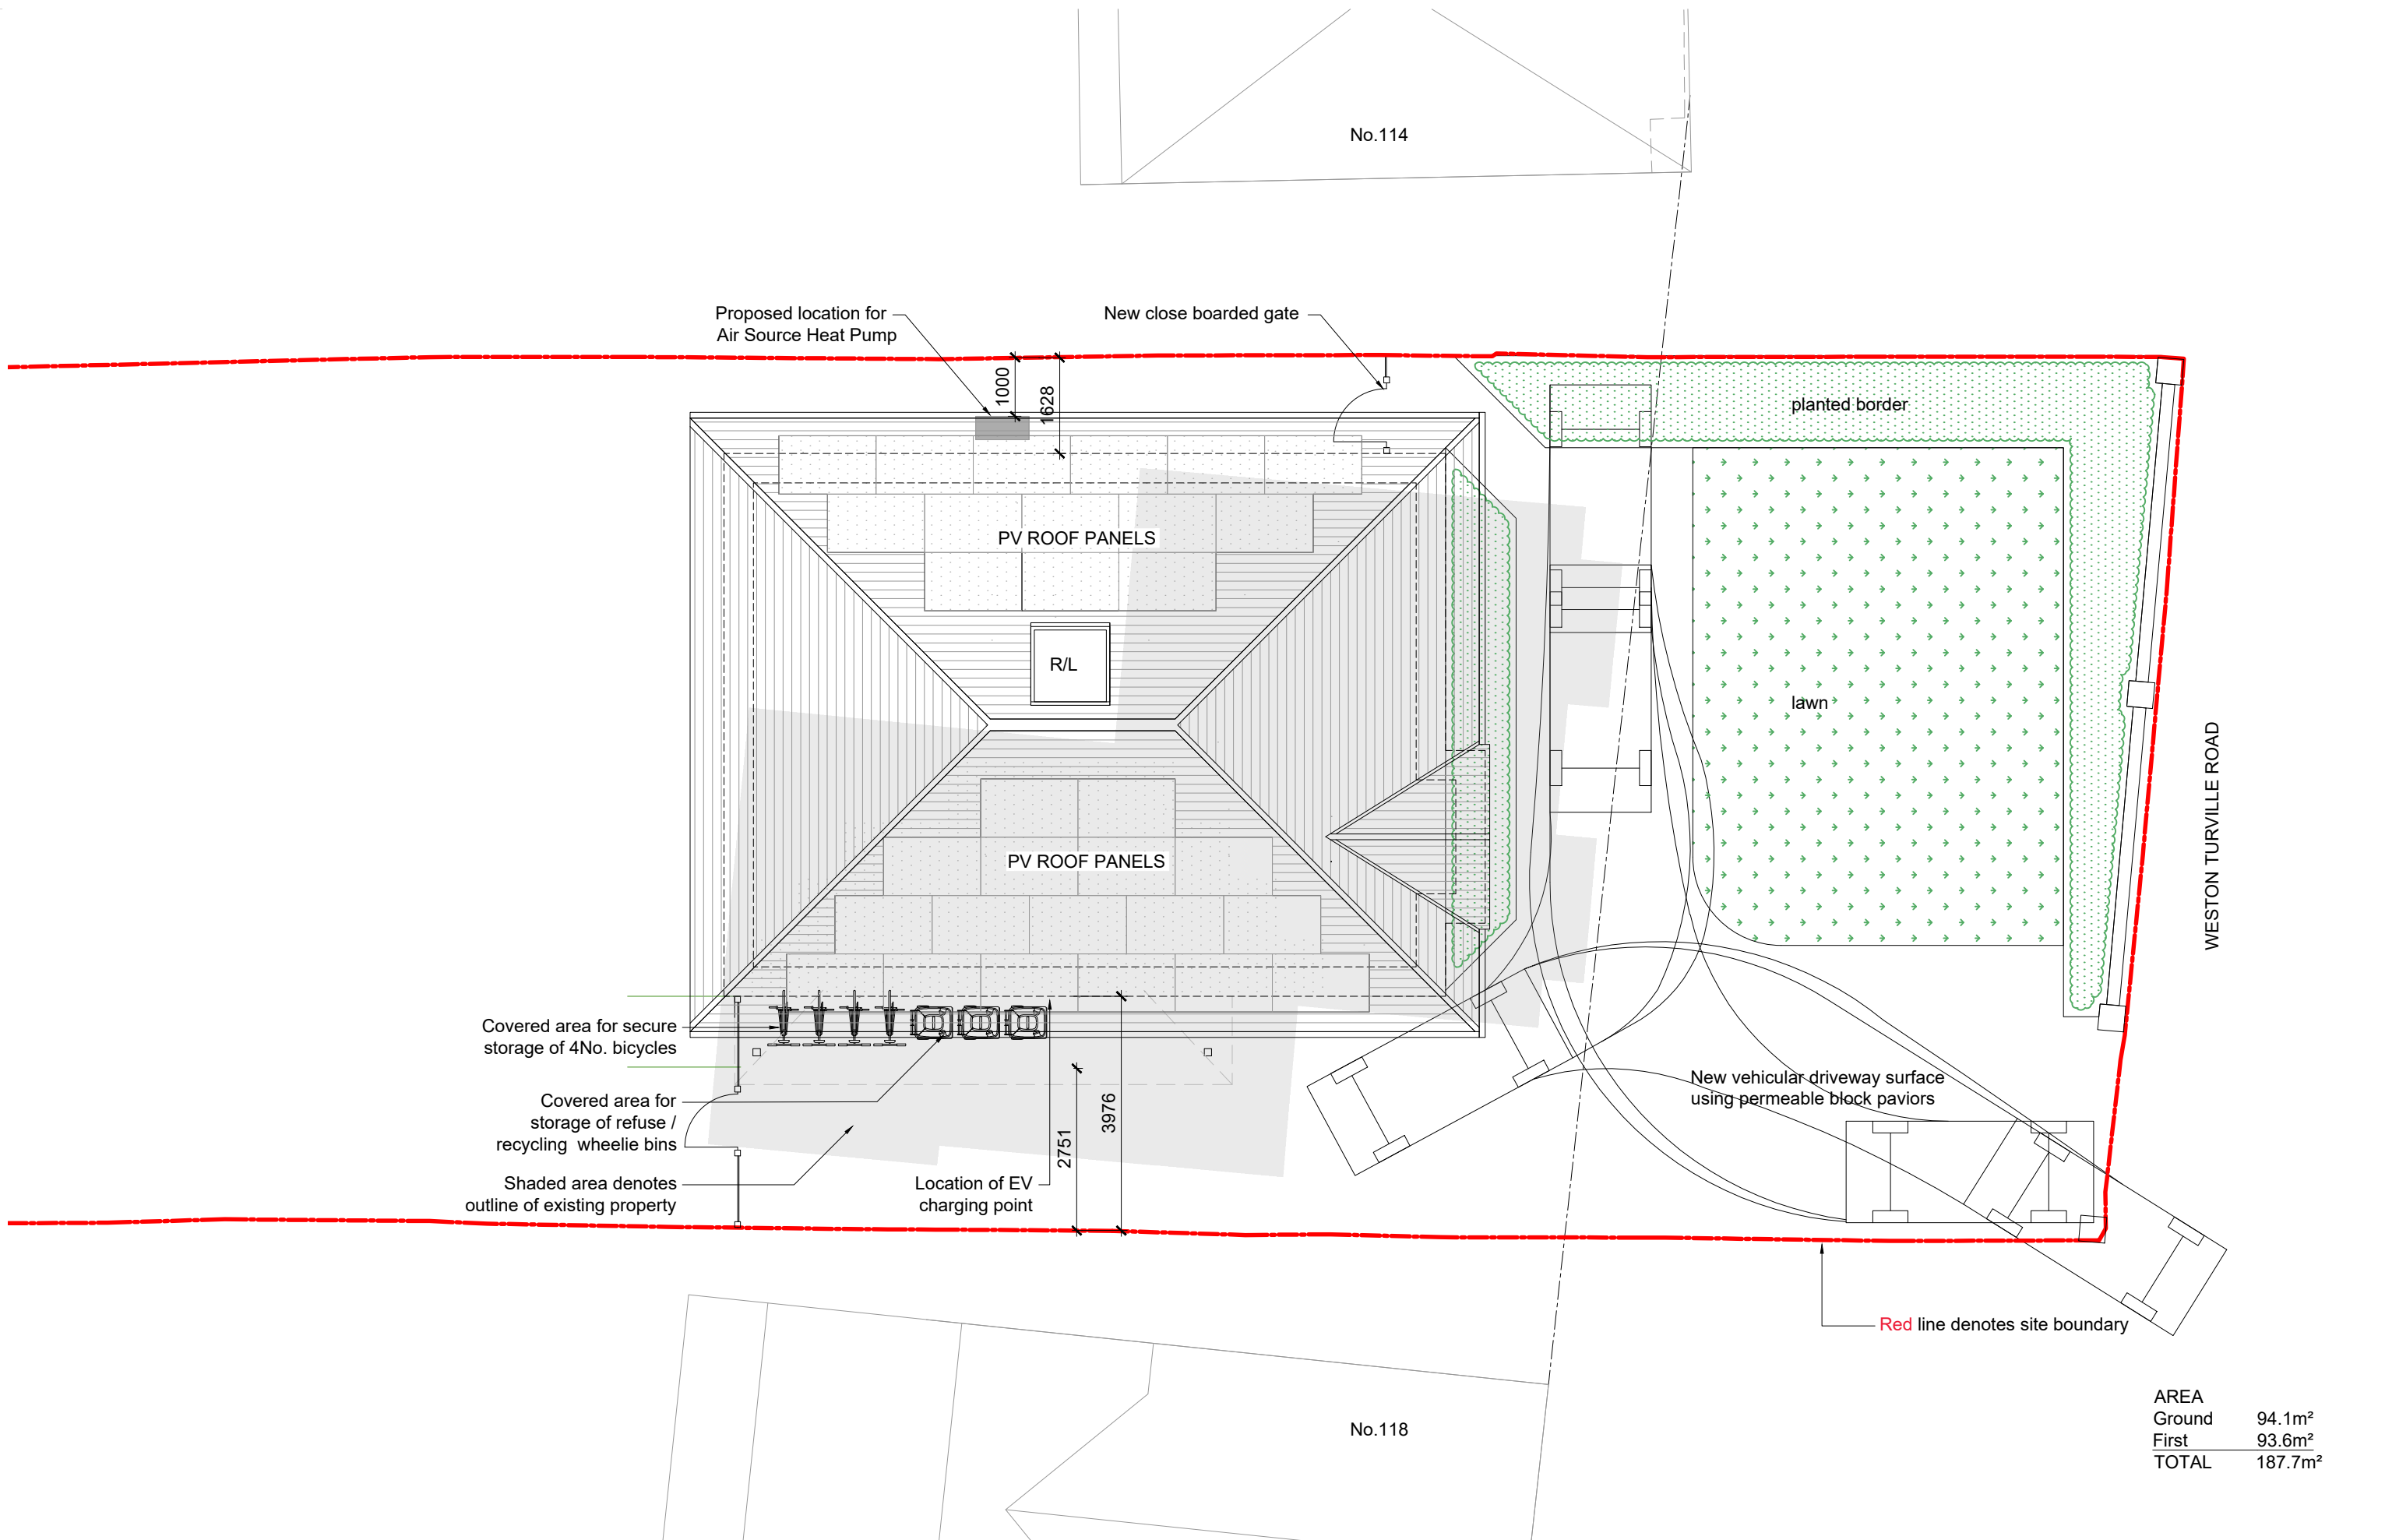 No.114
Proposed location for
Air Source Heat Pump
New close boarded gate
1000
1628
planted border
PV ROOF PANELS
R/L
lawn
WESTON TURVILLE ROAD
PV ROOF PANELS
Covered area for secure
storage of 4No. bicycles
Covered area for
storage of refuse /
recycling wheelie bins
Shaded area denotes
outline of existing property
Location of EV
charging point
2751
3976
New vehicular driveway surface
using permeable block paviors
Red line denotes site boundary
No.118
AREA
Ground 94.1m²
First 93.6m²
TOTAL 187.7m²